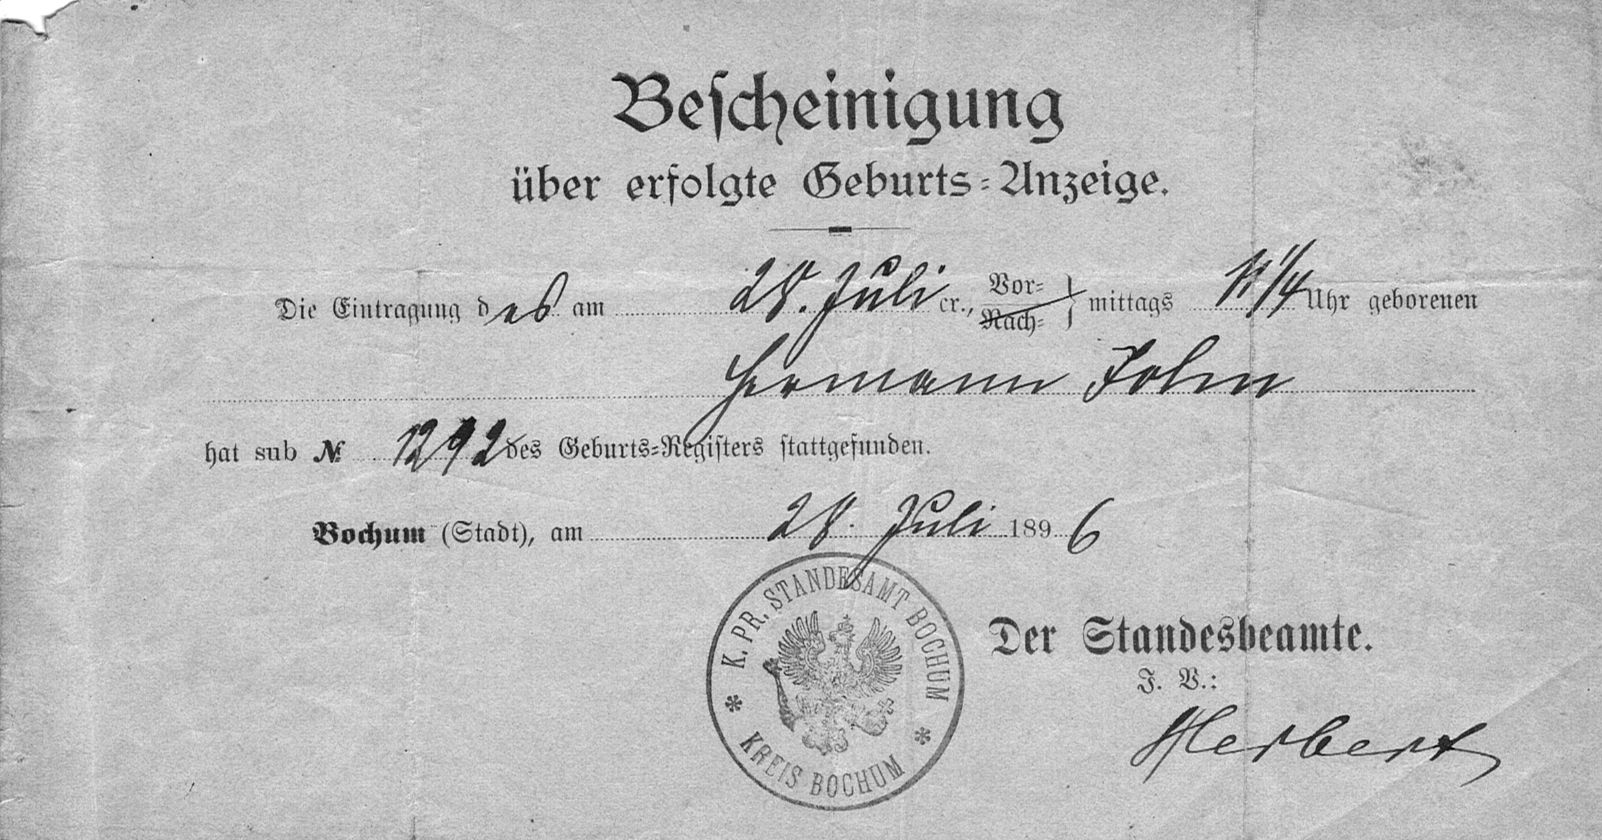 Bescheinigung
über erfolgte Geburts-Anzeige.
Die Eintragung des am 28. Juli cr., Vor- / Nach- } mittags 11 1/4 Uhr geborenen
Hermann John
hat sub № 1292 des Geburts-Registers stattgefunden.
Bochum (Stadt), am 28. Juli 1896
K. PR. STANDESAMT BOCHUM
KREIS BOCHUM
Der Standesbeamte.
J. V.:
Herbert